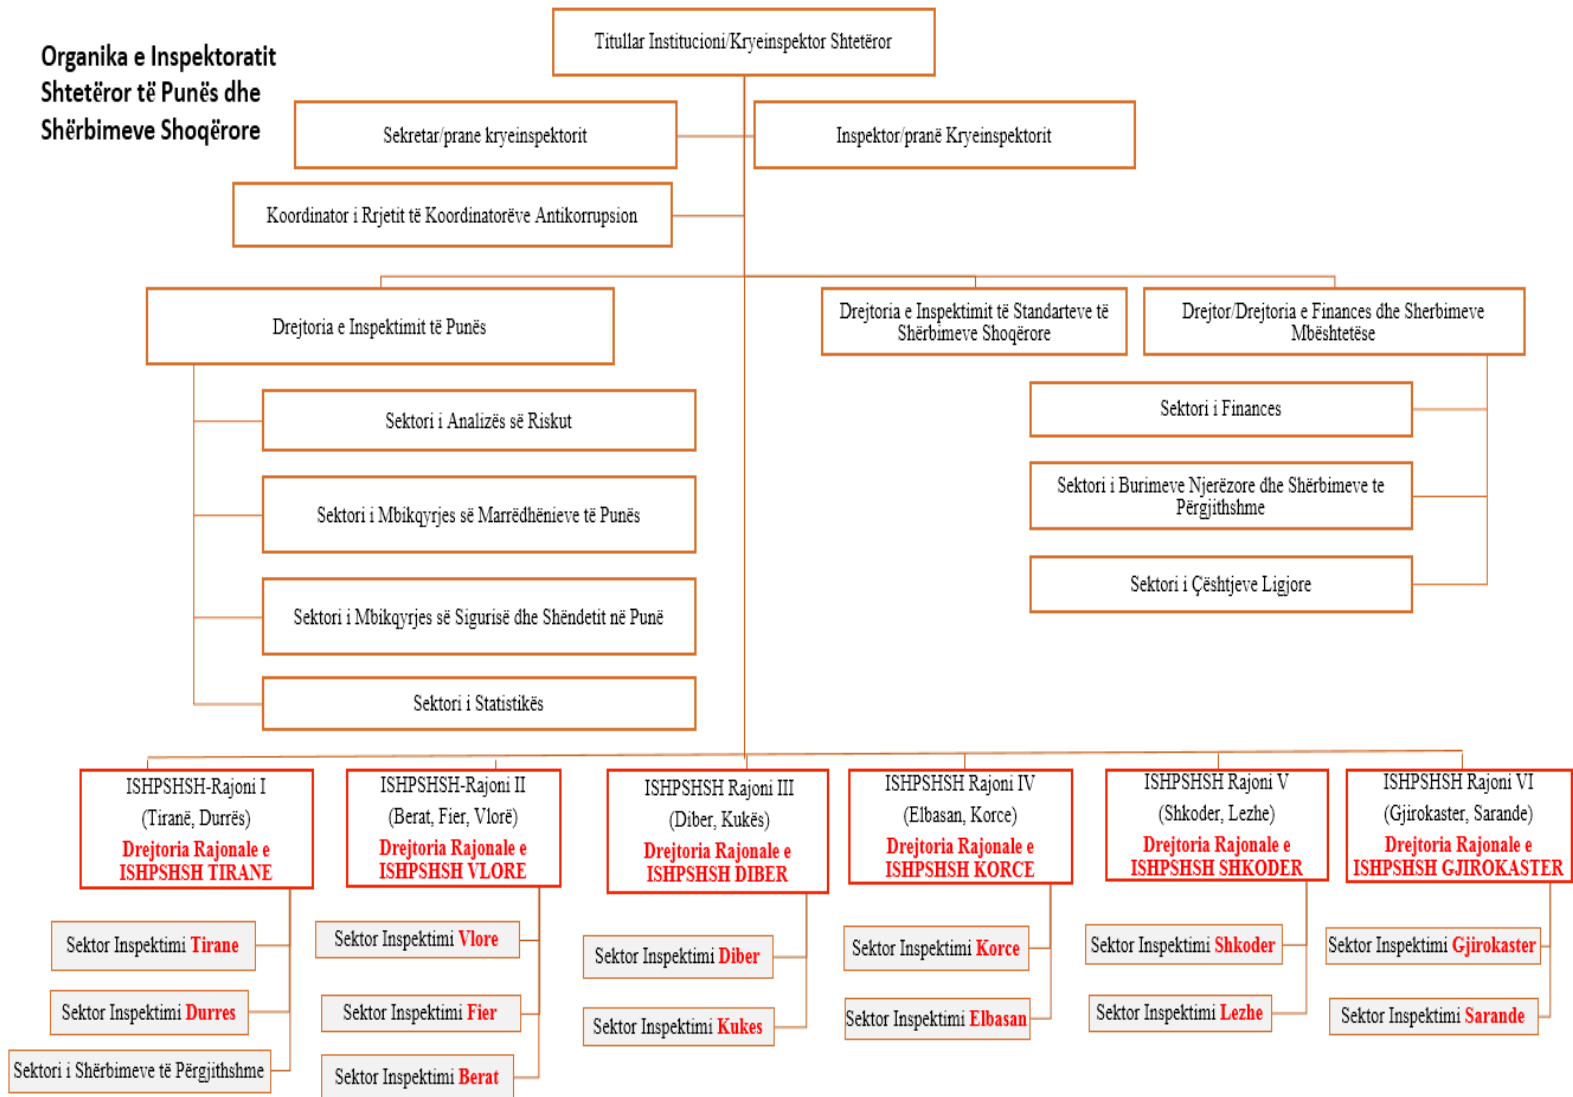 Organika e Inspektoratit
Shtetëror të Punës dhe
Shërbimeve Shoqërore
Titullar Institucioni/Kryeinspektor Shtetëror
Sekretar/prane kryeinspektorit
Inspektor/pranë Kryeinspektorit
Koordinator i Rrjetit të Koordinatorëve Antikorrupsion
Drejtoria e Inspektimit të Punës
Drejtoria e Inspektimit të Standarteve të
Shërbimeve Shoqërore
Drejtor/Drejtoria e Finances dhe Sherbimeve
Mbështetëse
Sektori i Analizës së Riskut
Sektori i Mbikqyrjes së Marrëdhënieve të Punës
Sektori i Mbikqyrjes së Sigurisë dhe Shëndetit në Punë
Sektori i Statistikës
Sektori i Finances
Sektori i Burimeve Njerëzore dhe Shërbimeve te
Përgjithshme
Sektori i Çështjeve Ligjore
ISHPSHSH-Rajoni I
(Tiranë, Durrës)
Drejtoria Rajonale e
ISHPSHSH TIRANE
Sektor Inspektimi Tirane
Sektor Inspektimi Durres
Sektori i Shërbimeve të Përgjithshme
ISHPSHSH-Rajoni II
(Berat, Fier, Vlorë)
Drejtoria Rajonale e
ISHPSHSH VLORE
Sektor Inspektimi Vlore
Sektor Inspektimi Fier
Sektor Inspektimi Berat
ISHPSHSH Rajoni III
(Diber, Kukës)
Drejtoria Rajonale e
ISHPSHSH DIBER
Sektor Inspektimi Diber
Sektor Inspektimi Kukes
ISHPSHSH Rajoni IV
(Elbasan, Korce)
Drejtoria Rajonale e
ISHPSHSH KORCE
Sektor Inspektimi Korce
Sektor Inspektimi Elbasan
ISHPSHSH Rajoni V
(Shkoder, Lezhe)
Drejtoria Rajonale e
ISHPSHSH SHKODER
Sektor Inspektimi Shkoder
Sektor Inspektimi Lezhe
ISHPSHSH Rajoni VI
(Gjirokaster, Sarande)
Drejtoria Rajonale e
ISHPSHSH GJIROKASTER
Sektor Inspektimi Gjirokaster
Sektor Inspektimi Sarande